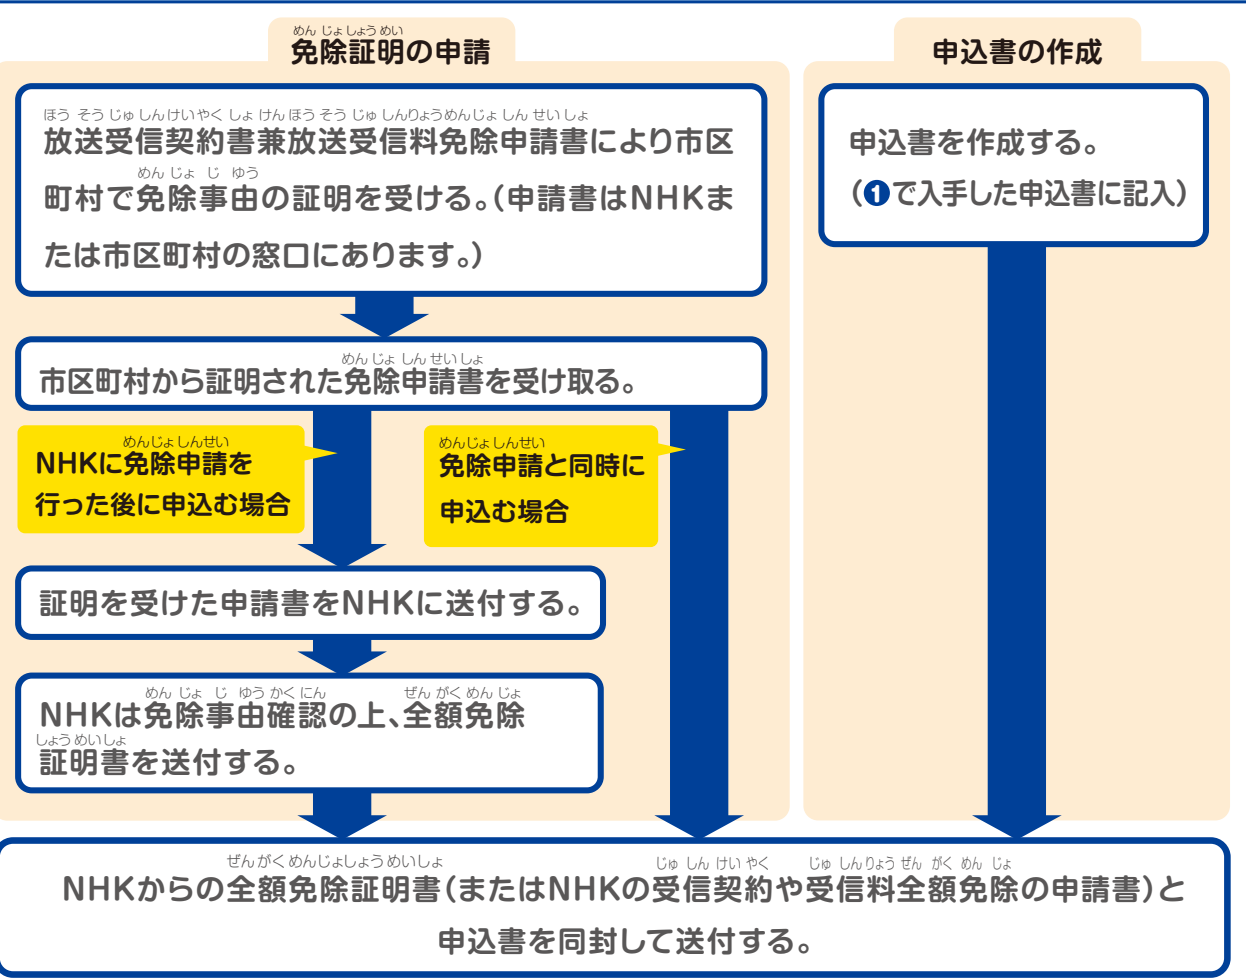 めんじょしょうめい
免除証明の申請
ほうそうじゅしんけいやくしょけんほうそうじゅしんりょうめんじょしんせいしょ
放送受信契約書兼放送受信料免除申請書により市区
めんじょじゆう
町村で免除事由の証明を受ける。(申請書はNHKま
たは市区町村の窓口にあります。)
めんじょしんせいしょ
市区町村から証明された免除申請書を受け取る。
めんじょしんせい
NHKに免除申請を
行った後に申込む場合
めんじょしんせい
免除申請と同時に
申込む場合
証明を受けた申請書をNHKに送付する。
めんじょじゆうかくにん ぜんがくめんじょ
NHKは免除事由確認の上、全額免除
しょうめいしょ
証明書を送付する。
申込書の作成
申込書を作成する。
(❶で入手した申込書に記入)
ぜんがくめんじょしょうめいしょ じゅしんけいやく じゅしんりょうぜんがくめんじょ
NHKからの全額免除証明書(またはNHKの受信契約や受信料全額免除の申請書)と
申込書を同封して送付する。